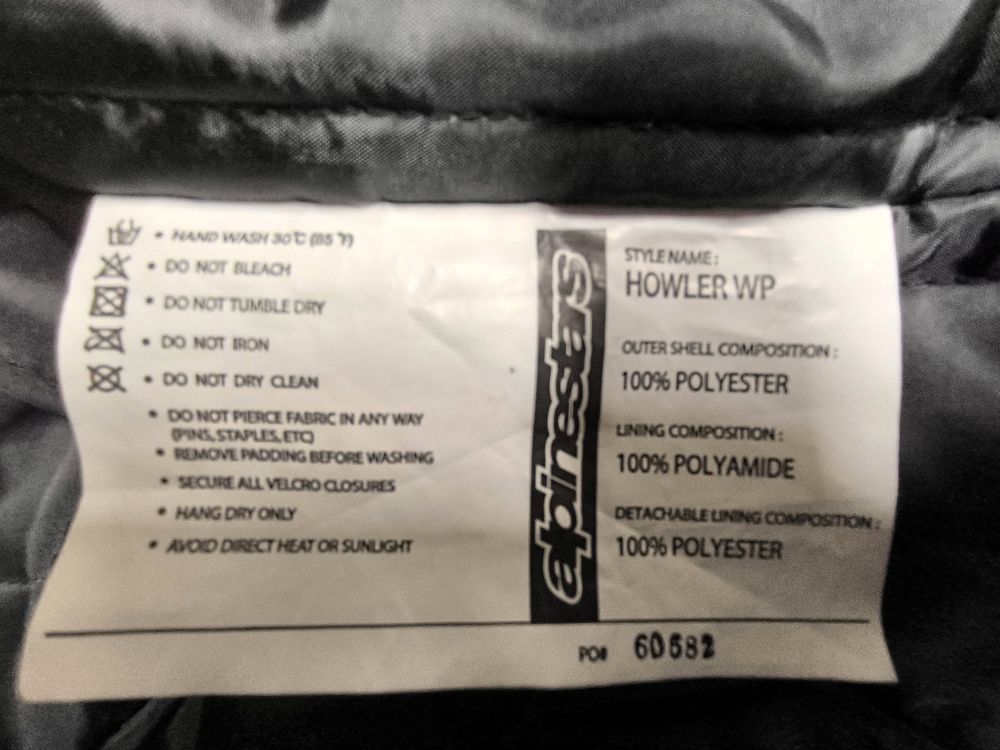 • HAND WASH 30°C (85 °F)
• DO NOT BLEACH
• DO NOT TUMBLE DRY
• DO NOT IRON
• DO NOT DRY CLEAN
• DO NOT PIERCE FABRIC IN ANY WAY
(PINS, STAPLES, ETC)
• REMOVE PADDING BEFORE WASHING
• SECURE ALL VELCRO CLOSURES
• HANG DRY ONLY
• AVOID DIRECT HEAT OR SUNLIGHT
alpinestars
STYLE NAME :
HOWLER WP
OUTER SHELL COMPOSITION :
100% POLYESTER
LINING COMPOSITION :
100% POLYAMIDE
DETACHABLE LINING COMPOSITION :
100% POLYESTER
PO# 60682